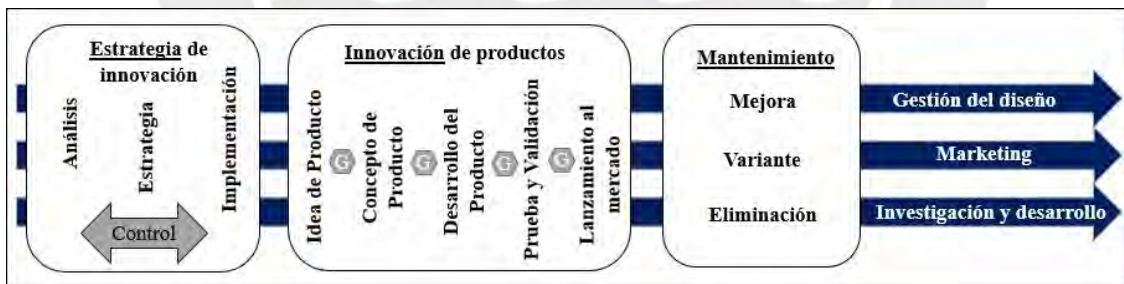 Estrategia de
innovación
Análisis
Estrategia
Implementación
Control
Innovación de productos
Idea de Producto
G
Concepto de
Producto
G
Desarrollo del
Producto
G
Prueba y Validación
G
Lanzamiento al
mercado
Mantenimiento
Mejora
Variante
Eliminación
Gestión del diseño
Marketing
Investigación y desarrollo